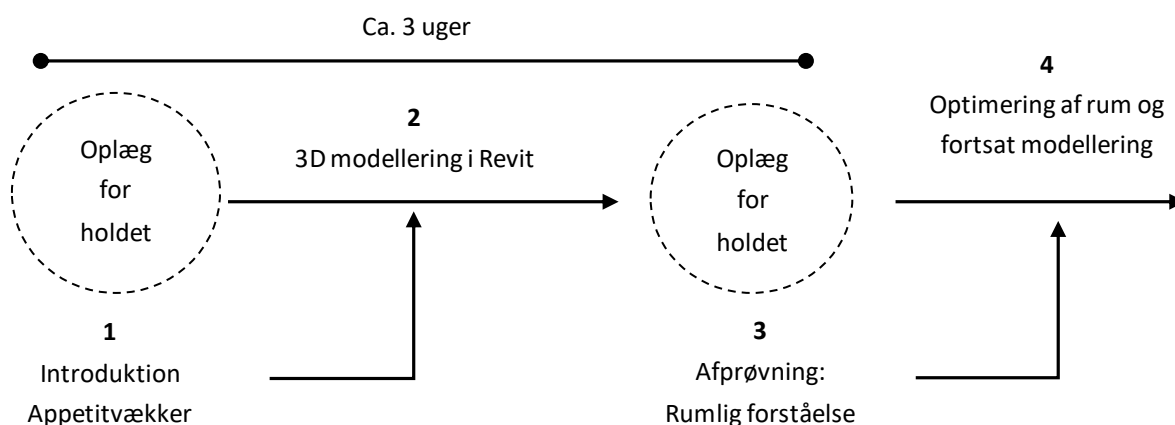 Ca. 3 uger
Oplæg
for
holdet
1
Introduktion
Appetitvækker
2
3D modellering i Revit
Oplæg
for
holdet
3
Afprøvning:
Rumlig forståelse
4
Optimering af rum og
fortsat modellering